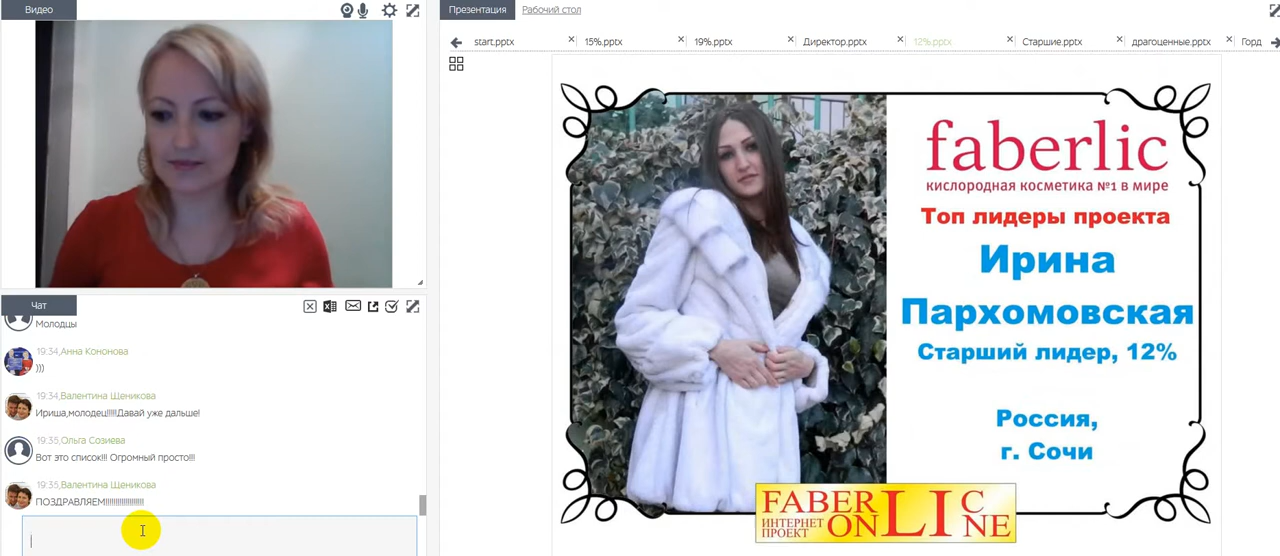 Видео
Презентация
Рабочий стол
start.pptx
15%.pptx
19%.pptx
Директор.pptx
12%.pptx
Старшие.pptx
драгоценные.pptx
Горд
faberlic
кислородная косметика №1 в мире
Топ лидеры проекта
Ирина
Пархомовская
Старший лидер, 12%
Россия,
г. Сочи
FABERLIC
ИНТЕРНЕТ
ПРОЕКТ
ONLINE
Чат
Молодцы
19:34,Анна Кононова
)))
19:34,Валентина Щеникова
Ириша,молодец!!!!!Давай уже дальше!
19:35,Ольга Созиева
Вот это список!!! Огромный просто!!!
19:35,Валентина Щеникова
ПОЗДРАВЛЯЕМ!!!!!!!!!!!!!!!!!!!!